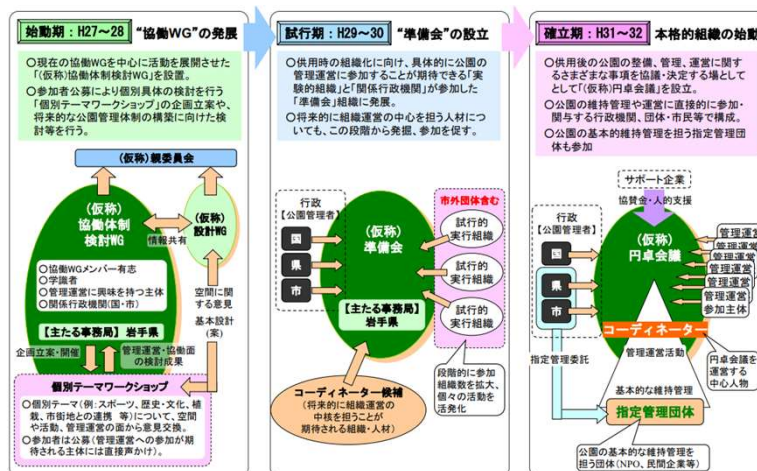 始動期：H27～28 “協働WG”の発展
○現在の協働WGを中心に活動を展開させた
「(仮称)協働体制検討WG」を設置。
○参加者公募により個別具体の検討を行う
「個別テーマワークショップ」の企画立案や、
将来的な公園管理体制の構築に向けた検
討等を行う。
(仮称)親委員会
(仮称)
協働体制
検討WG
情報共有
(仮称)
設計WG
○協働WGメンバー有志
○学識者
○管理運営に興味を持つ主体
○関係行政機関(国・市)
【主たる事務局】岩手県
空間に関
する意見
基本設計
(案)
企画立案・開催
管理運営・協働面
の検討成果
個別テーマワークショップ
○個別テーマ(例：スポーツ、歴史・文化、植
栽、市街地との連携 等)について、空間
や活動、管理運営の面から意見交換。
○参加者は公募(管理運営への参加が期待
される主体には直接声かけ)。
試行期：H29～30 “準備会”の設立
○供用時の組織化に向け、具体的に公園の
管理運営に参加することが期待できる「実
験的組織」と「関係行政機関」が参加した
「準備会」組織に発展。
○将来的に組織運営の中心を担う人材につ
いても、この段階から発掘、参加を促す。
行政
【公園管理者】
国
県
市
(仮称)
準備会
【主たる事務局】
岩手県
市外団体含む
試行的
実行組織
試行的
実行組織
試行的
実行組織
段階的に参加
組織数を拡大、
個々の活動を
活発化
コーディネーター候補
(将来的に組織運営の
中核を担うことが
期待される組織・人材)
確立期：H31～32 本格的組織の始動
○供用後の公園の整備、管理、運営に関
するさまざまな事項を協議・決定する場として
として「(仮称)円卓会議」を設立。
○公園の維持管理や運営に直接的に参加・
関与する行政機関、団体・市民等で構成。
○公園の基本的維持管理を担う指定管理団
体も参加
サポート企業
協賛金・人的支援
行政
【公園管理者】
国
県
市
(仮称)
円卓会議
管理運営
管理運営
管理運営
管理運営
管理運営
管理運営
参加主体
コーディネーター
管理運営活動
円卓会議を
運営する
中心人物
指定管理委託
基本的な維持管理
指定管理団体
公園の基本的な維持管理を
担う団体(NPO、民間企業等)